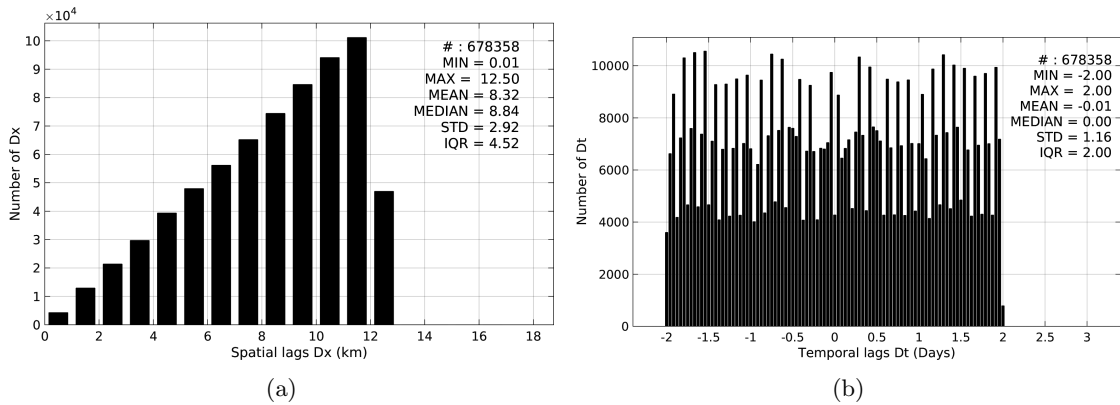 ×10⁴
10
9
8
7
6
5
4
3
2
1
0
Number of Dx
# : 678358
MIN = 0.01
MAX = 12.50
MEAN = 8.32
MEDIAN = 8.84
STD = 2.92
IQR = 4.52
0 2 4 6 8 10 12 14 16 18
Spatial lags Dx (km)
(a)
10000
8000
6000
4000
2000
0
Number of Dt
# : 678358
MIN = -2.00
MAX = 2.00
MEAN = -0.01
MEDIAN = 0.00
STD = 1.16
IQR = 2.00
-2 -1.5 -1 -0.5 0 0.5 1 1.5 2 2.5 3
Temporal lags Dt (Days)
(b)